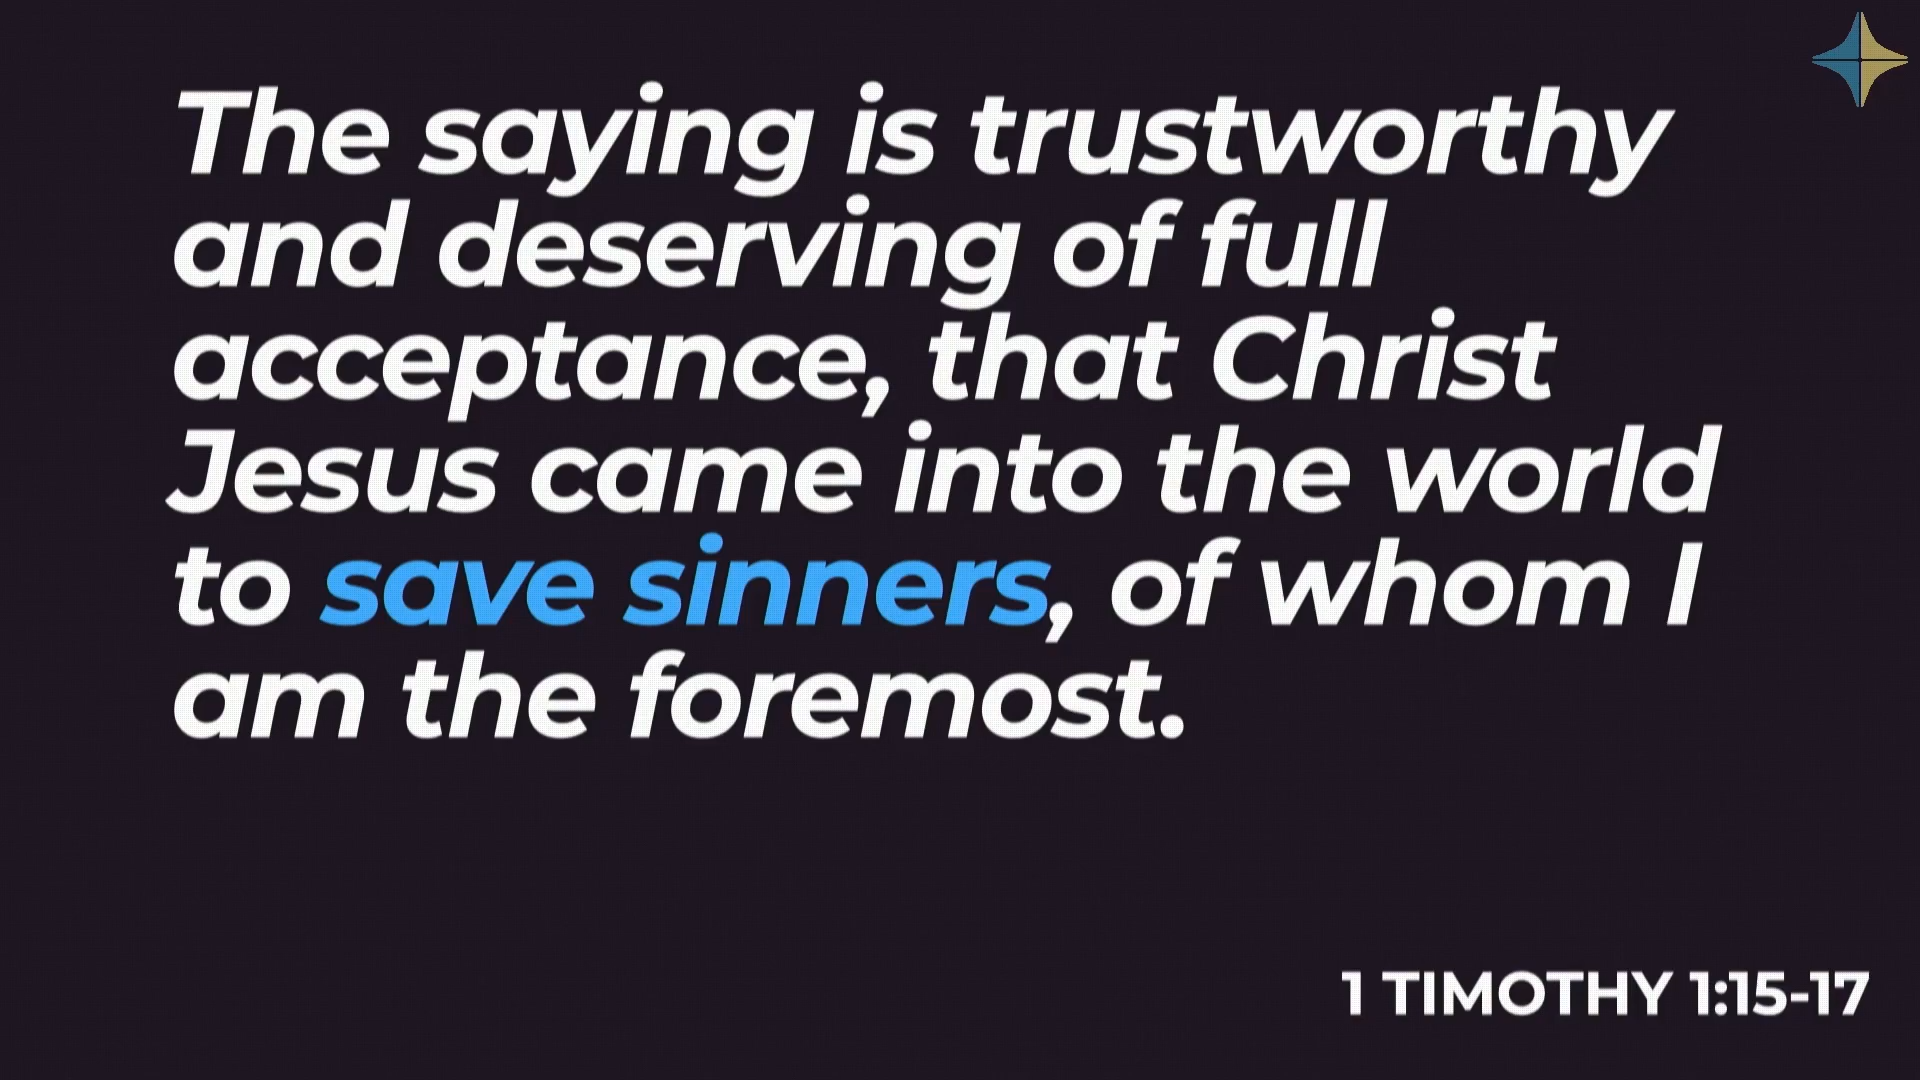 The saying is trustworthy
and deserving of full
acceptance, that Christ
Jesus came into the world
to save sinners, of whom I
am the foremost.
1 TIMOTHY 1:15-17